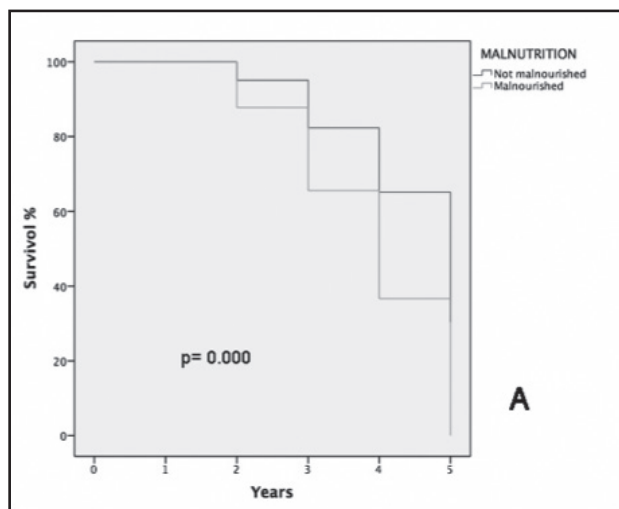 MALNUTRITION
Not malnourished
Malnourished
100
80
60
40
20
0
Survivol %
p= 0.000
A
0 1 2 3 4 5
Years